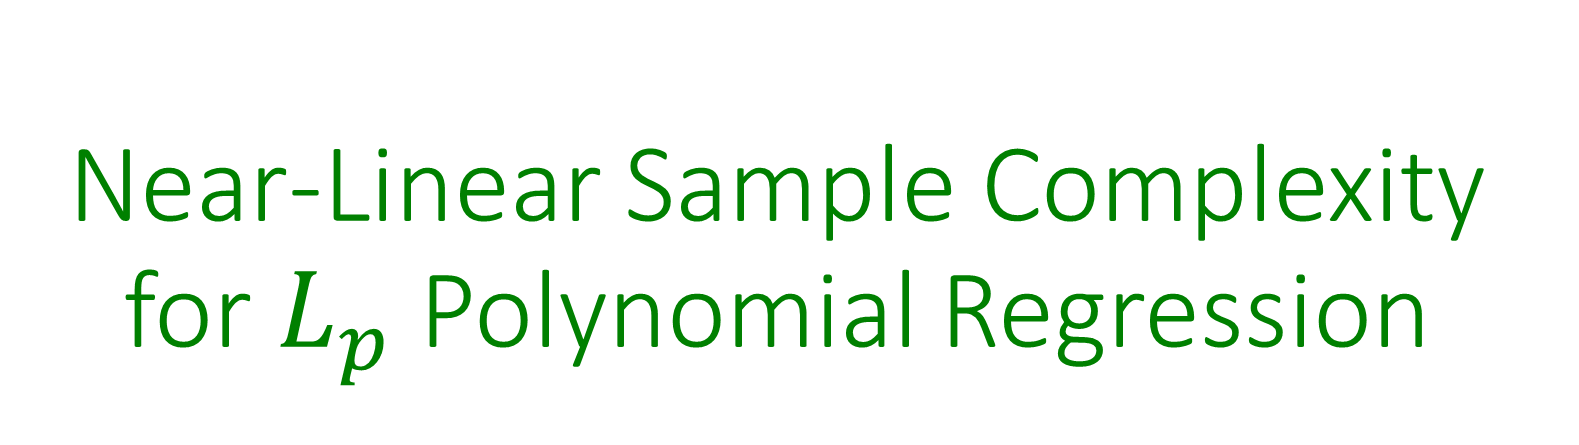 Near-Linear Sample Complexity
for $L_p$ Polynomial Regression